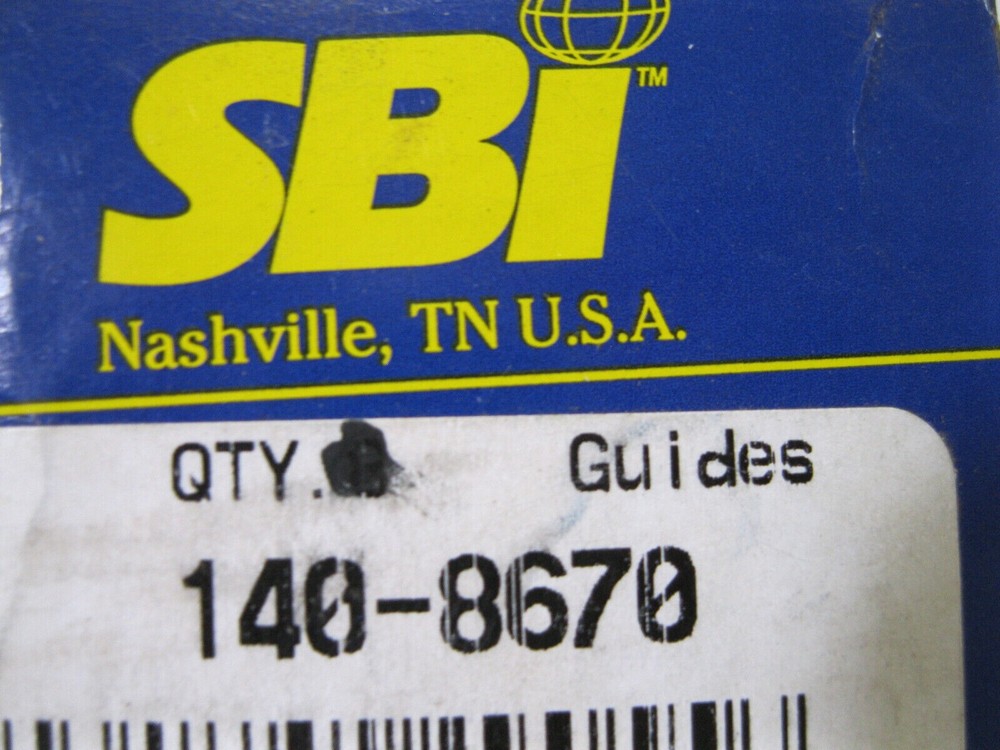 SBi™
Nashville, TN U.S.A.
QTY. Guides
140-8670